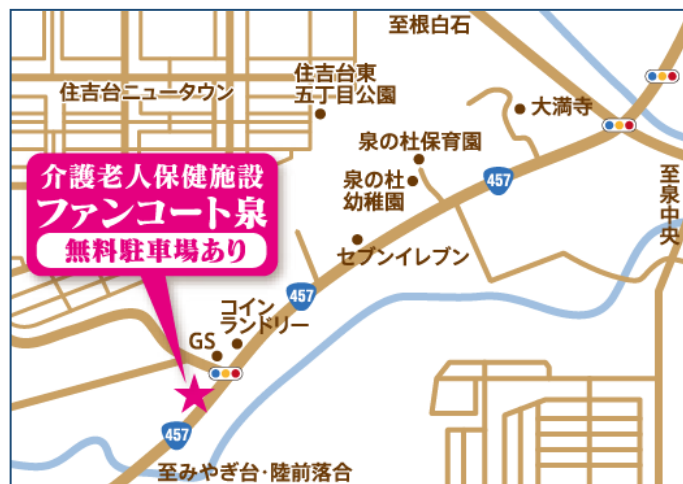 至根白石
住吉台東
五丁目公園
住吉台ニュータウン
大満寺
泉の杜保育園
泉の杜
幼稚園
457
至泉中央
介護老人保健施設
ファンコート泉
無料駐車場あり
セブンイレブン
457
コイン
ランドリー
GS
457
至みやぎ台・陸前落合